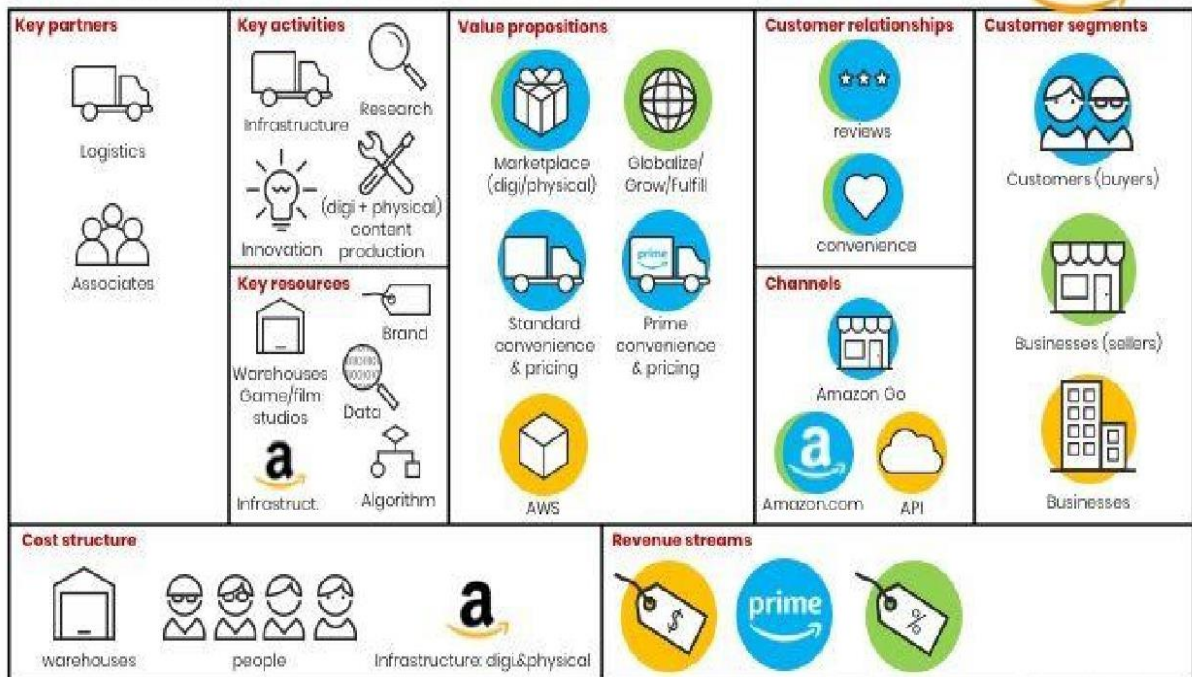 Key partners
Logistics
Associates
Key activities
Infrastructure
Research
Innovation
(digi + physical)
content
production
Key resources
Brand
Warehouses
Game/film
studios
Data
a
Infrastruct.
Algorithm
Value propositions
Marketplace
(digi/physical)
Globalize/
Grow/Fulfill
Standard
convenience
& pricing
prime
Prime
convenience
& pricing
AWS
Customer relationships
reviews
convenience
Channels
Amazon Go
a
Amazon.com
API
Customer segments
Customers (buyers)
Businesses (sellers)
Businesses
Cost structure
warehouses
people
a
Infrastructure: digi.&physical
Revenue streams
$
prime
%